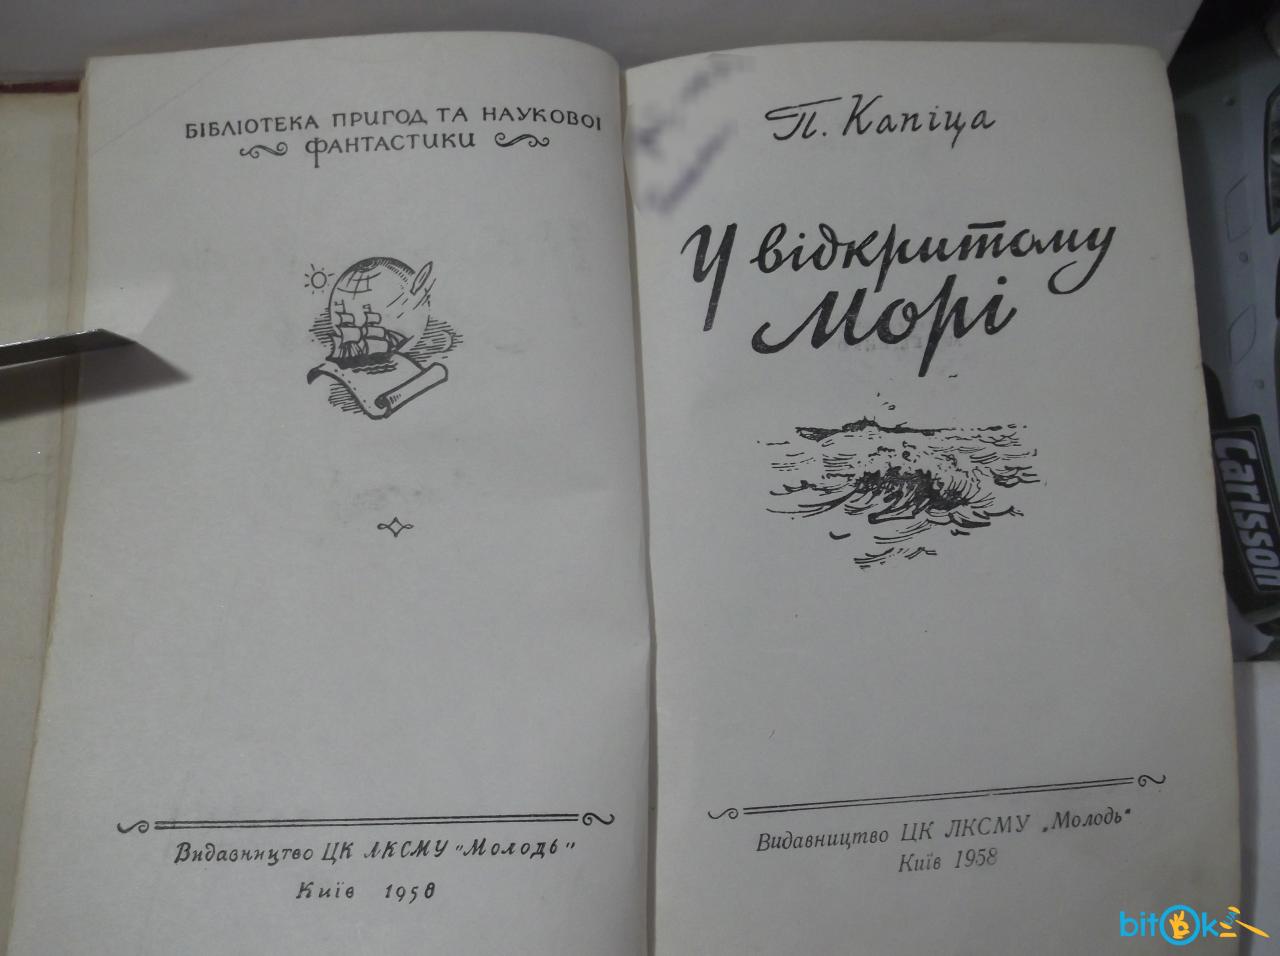 БІБЛІОТЕКА ПРИГОД ТА НАУКОВОЇ
ФАНТАСТИКИ
Видавництво ЦК ЛКСМУ "Молодь"
Київ 1958
П. Капіца
У відкритому
морі
Видавництво ЦК ЛКСМУ „Молодь“
Київ 1958
Carlsson
bitOk